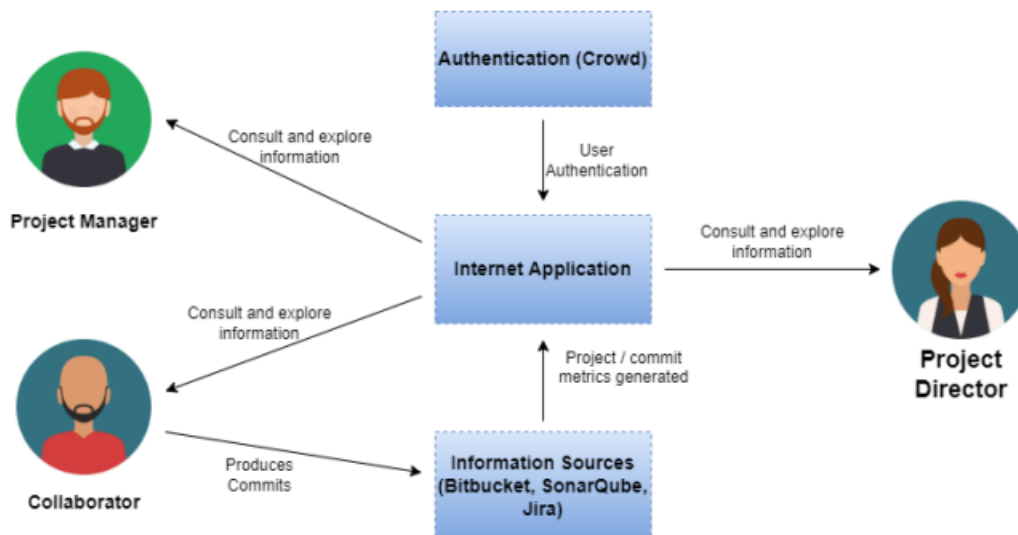 Authentication (Crowd)
Consult and explore
information
User
Authentication
Project Manager
Internet Application
Consult and explore
information
Consult and explore
information
Project / commit
metrics generated
Project
Director
Produces
Commits
Collaborator
Information Sources
(Bitbucket, SonarQube,
Jira)